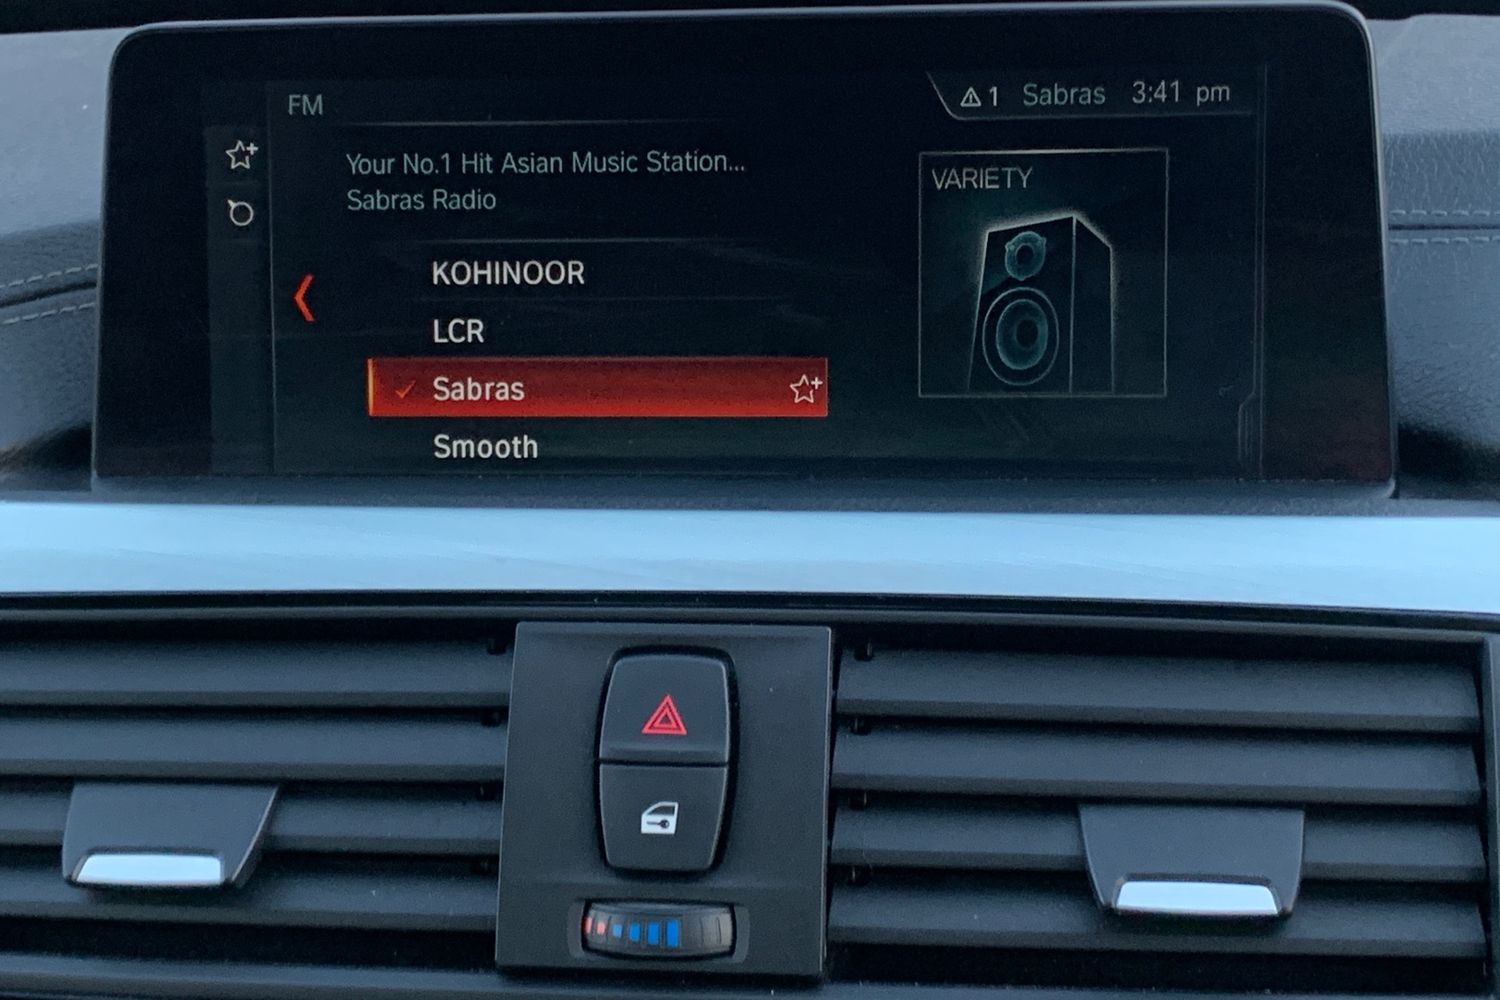 FM
1 Sabras 3:41 pm
Your No.1 Hit Asian Music Station...
Sabras Radio
VARIETY
KOHINOOR
LCR
Sabras
Smooth